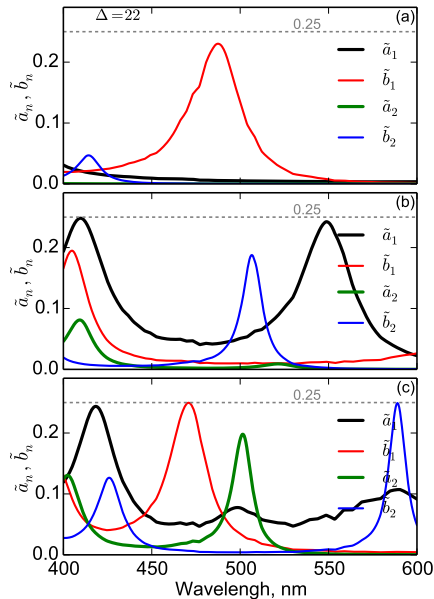 Δ=22
(a)
0.25
ã₁
b̃₁
ã₂
b̃₂
ãₙ, b̃ₙ
0.2
0.1
0.0
(b)
0.25
ã₁
b̃₁
ã₂
b̃₂
ãₙ, b̃ₙ
0.2
0.1
0.0
(c)
0.25
ã₁
b̃₁
ã₂
b̃₂
ãₙ, b̃ₙ
0.2
0.1
0.0
400 450 500 550 600
Wavelengh, nm